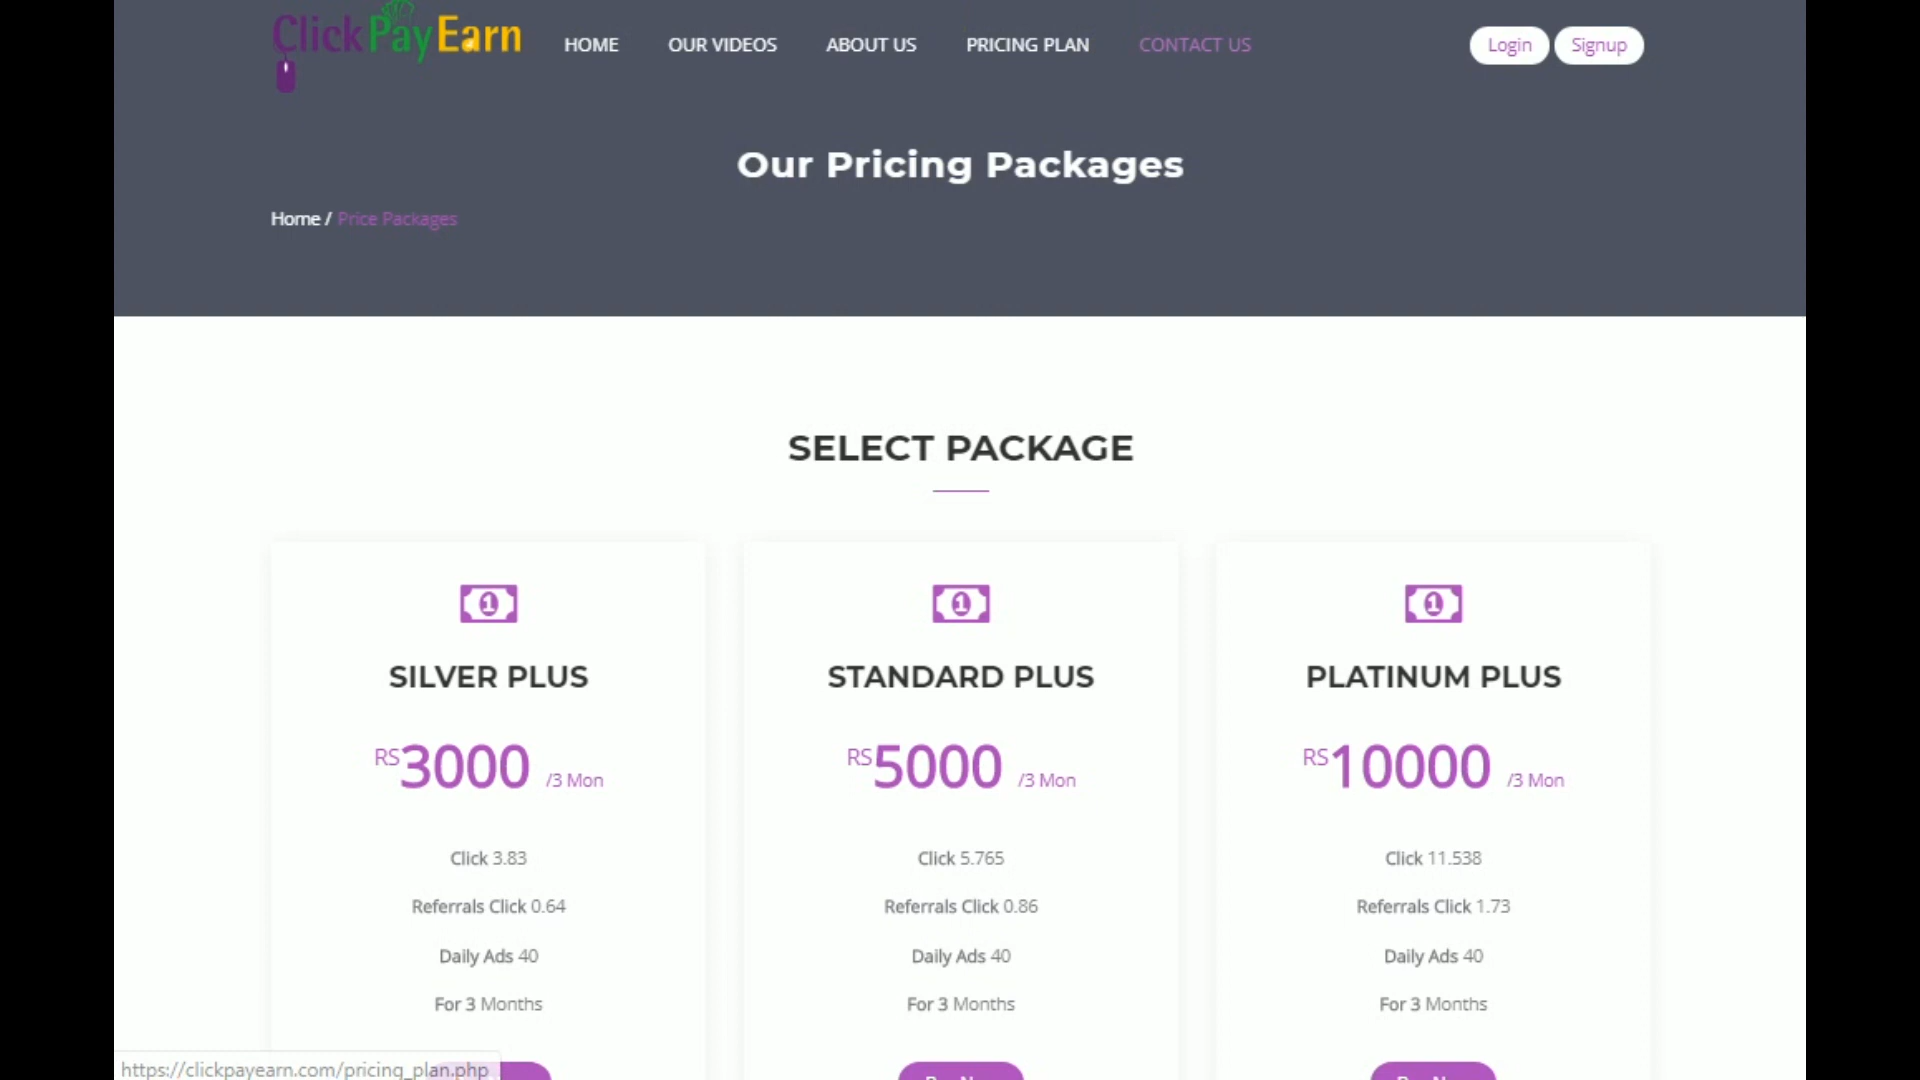 ClickPayEarn
HOME OUR VIDEOS ABOUT US PRICING PLAN CONTACT US Login Signup
Our Pricing Packages
Home / Price Packages
SELECT PACKAGE
SILVER PLUS
RS3000 /3 Mon
Click 3.83
Referrals Click 0.64
Daily Ads 40
For 3 Months
STANDARD PLUS
RS5000 /3 Mon
Click 5.765
Referrals Click 0.86
Daily Ads 40
For 3 Months
PLATINUM PLUS
RS10000 /3 Mon
Click 11.538
Referrals Click 1.73
Daily Ads 40
For 3 Months
https://clickpayearn.com/pricing_plan.php